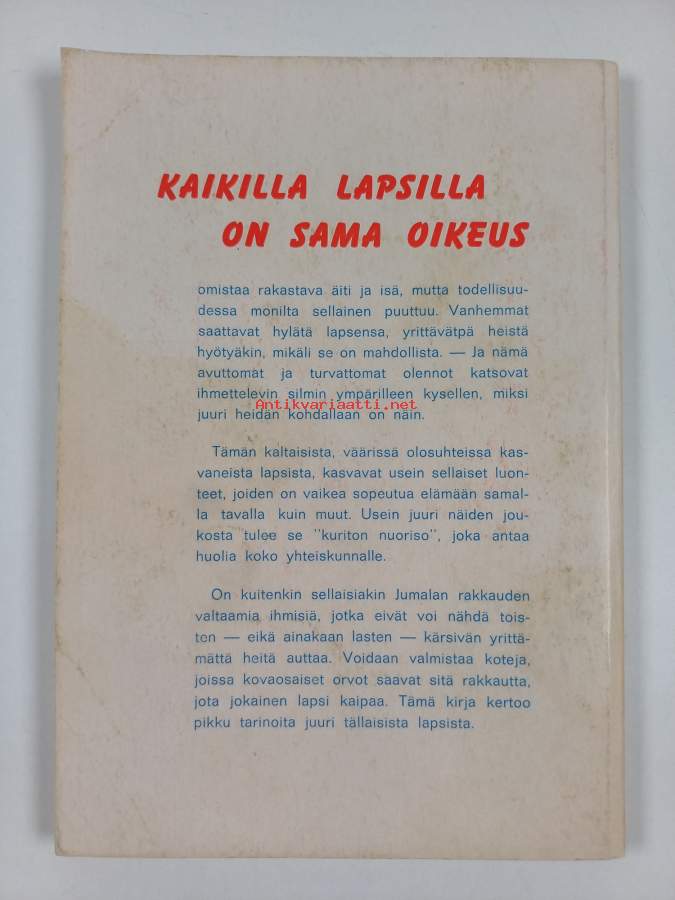 KAIKILLA LAPSILLA
ON SAMA OIKEUS
omistaa rakastava äiti ja isä, mutta todellisuu-
dessa monilta sellainen puuttuu. Vanhemmat
saattavat hylätä lapsensa, yrittävätpä heistä
hyötyäkin, mikäli se on mahdollista. — Ja nämä
avuttomat ja turvattomat olennot katsovat
ihmettelevin silmin ympärilleen kysellen, miksi
Antikvariaatti.net
juuri heidän kohdallaan on näin.
Tämän kaltaisista, väärissä olosuhteissa kas-
vaneista lapsista, kasvavat usein sellaiset luon-
teet, joiden on vaikea sopeutua elämään samal-
la tavalla kuin muut. Usein juuri näiden jou-
kosta tulee se "kuriton nuoriso", joka antaa
huolia koko yhteiskunnalle.
On kuitenkin sellaisiakin Jumalan rakkauden
valtaamia ihmisiä, jotka eivät voi nähdä tois-
ten — eikä ainakaan lasten — kärsivän yrittä-
mättä heitä auttaa. Voidaan valmistaa koteja,
joissa kovaosaiset orvot saavat sitä rakkautta,
jota jokainen lapsi kaipaa. Tämä kirja kertoo
pikku tarinoita juuri tällaisista lapsista.